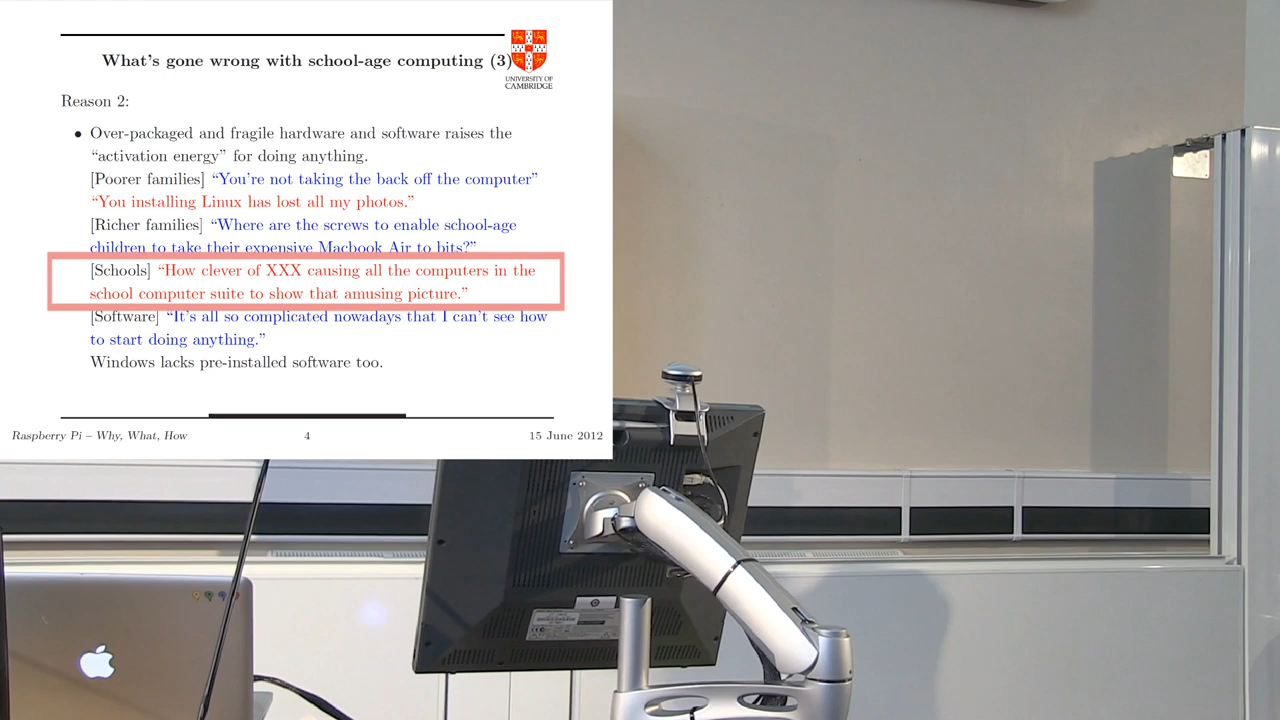 What's gone wrong with school-age computing (3)
UNIVERSITY OF
CAMBRIDGE
Reason 2:
• Over-packaged and fragile hardware and software raises the
“activation energy” for doing anything.
[Poorer families] “You're not taking the back off the computer”
“You installing Linux has lost all my photos.”
[Richer families] “Where are the screws to enable school-age
children to take their expensive Macbook Air to bits?”
[Schools] “How clever of XXX causing all the computers in the
school computer suite to show that amusing picture.”
[Software] “It's all so complicated nowadays that I can't see how
to start doing anything.”
Windows lacks pre-installed software too.
Raspberry Pi – Why, What, How 4 15 June 2012